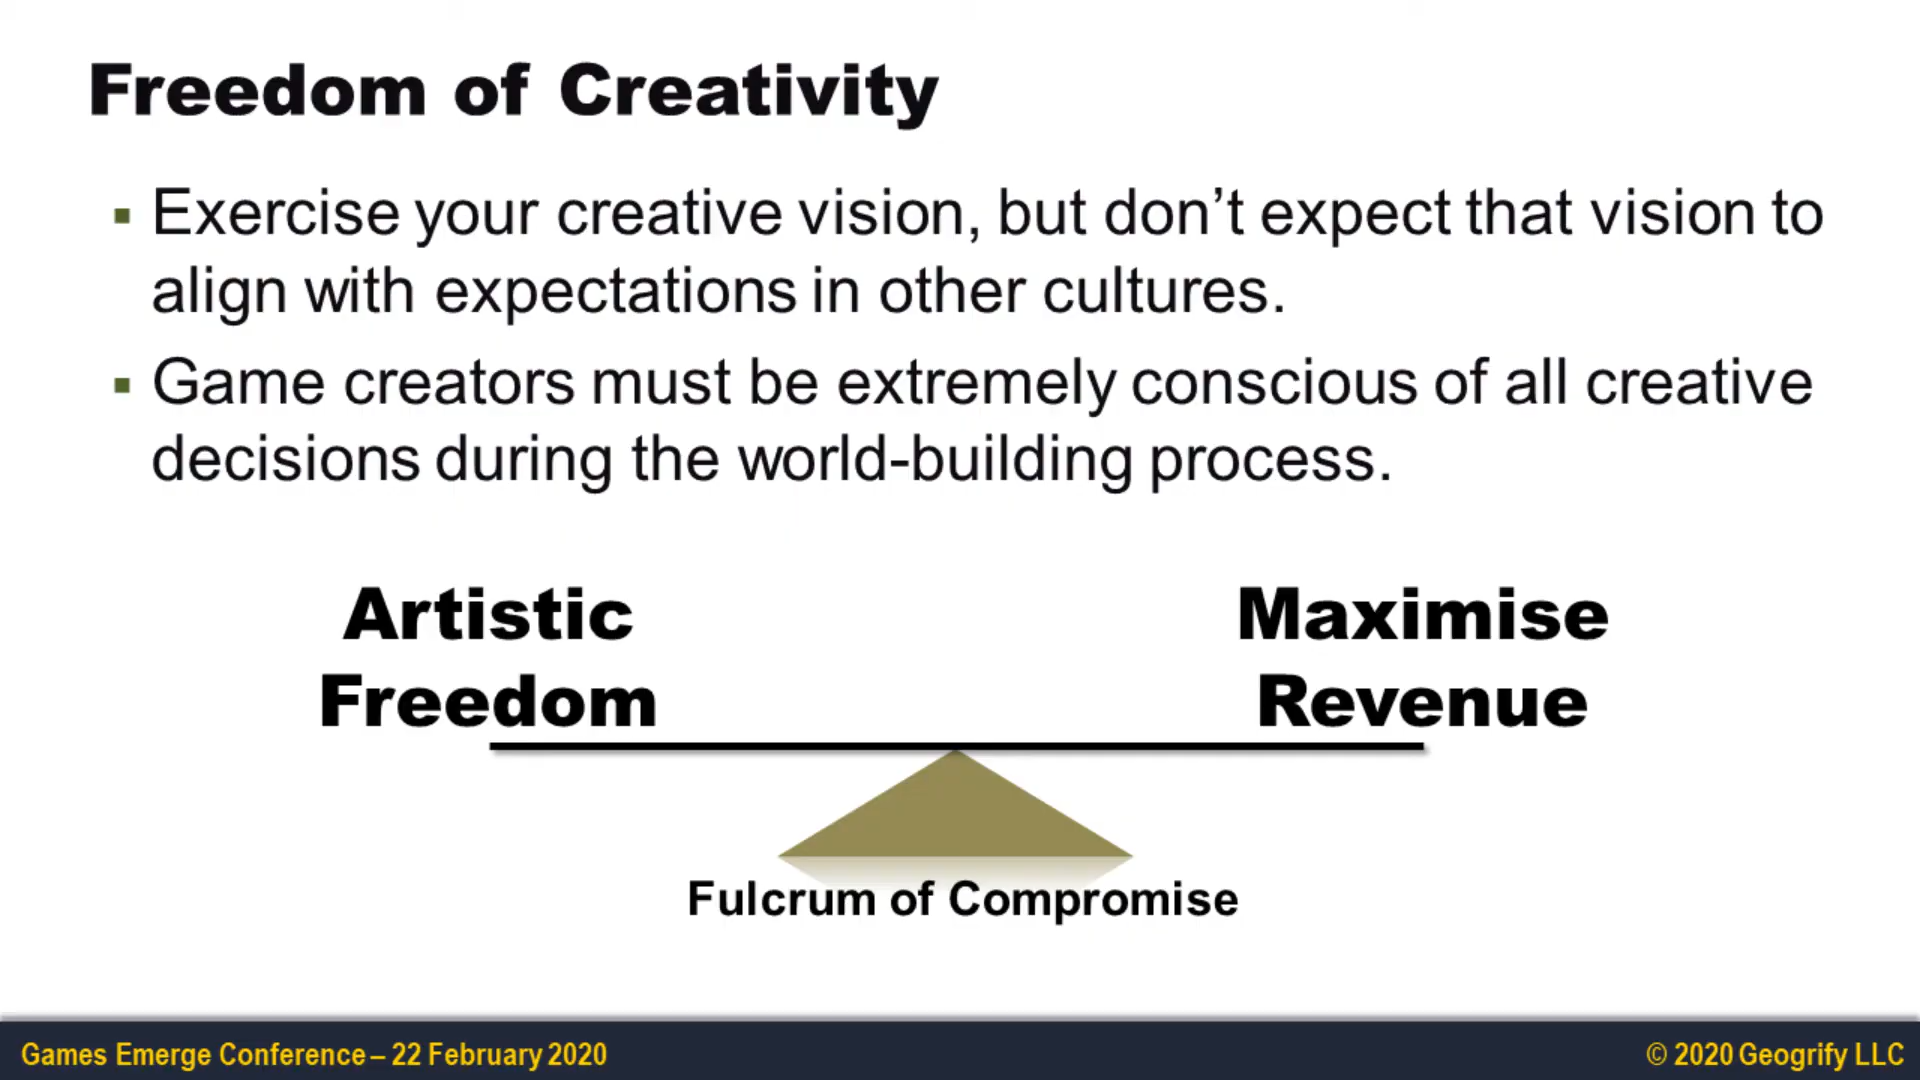 Freedom of Creativity
▪ Exercise your creative vision, but don’t expect that vision to
align with expectations in other cultures.
▪ Game creators must be extremely conscious of all creative
decisions during the world-building process.
Artistic
Freedom
Maximise
Revenue
Fulcrum of Compromise
Games Emerge Conference – 22 February 2020
© 2020 Geogrify LLC